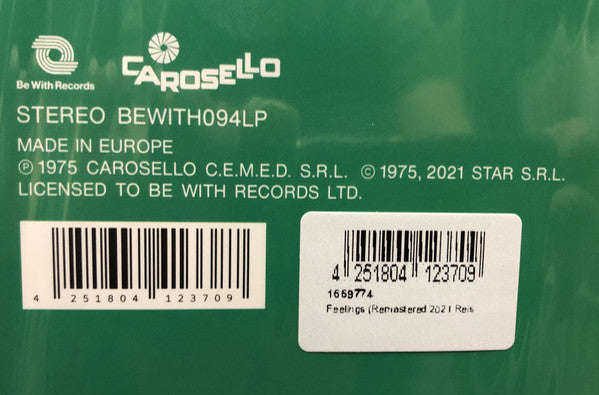 Be With Records
CAROSELLO
STEREO BEWITH094LP
MADE IN EUROPE
℗ 1975 CAROSELLO C.E.M.E.D. S.R.L. © 1975, 2021 STAR S.R.L.
LICENSED TO BE WITH RECORDS LTD.
4 251804 123709
4 251804 123709
1669774
Feelings (Remastered 2021 Reis